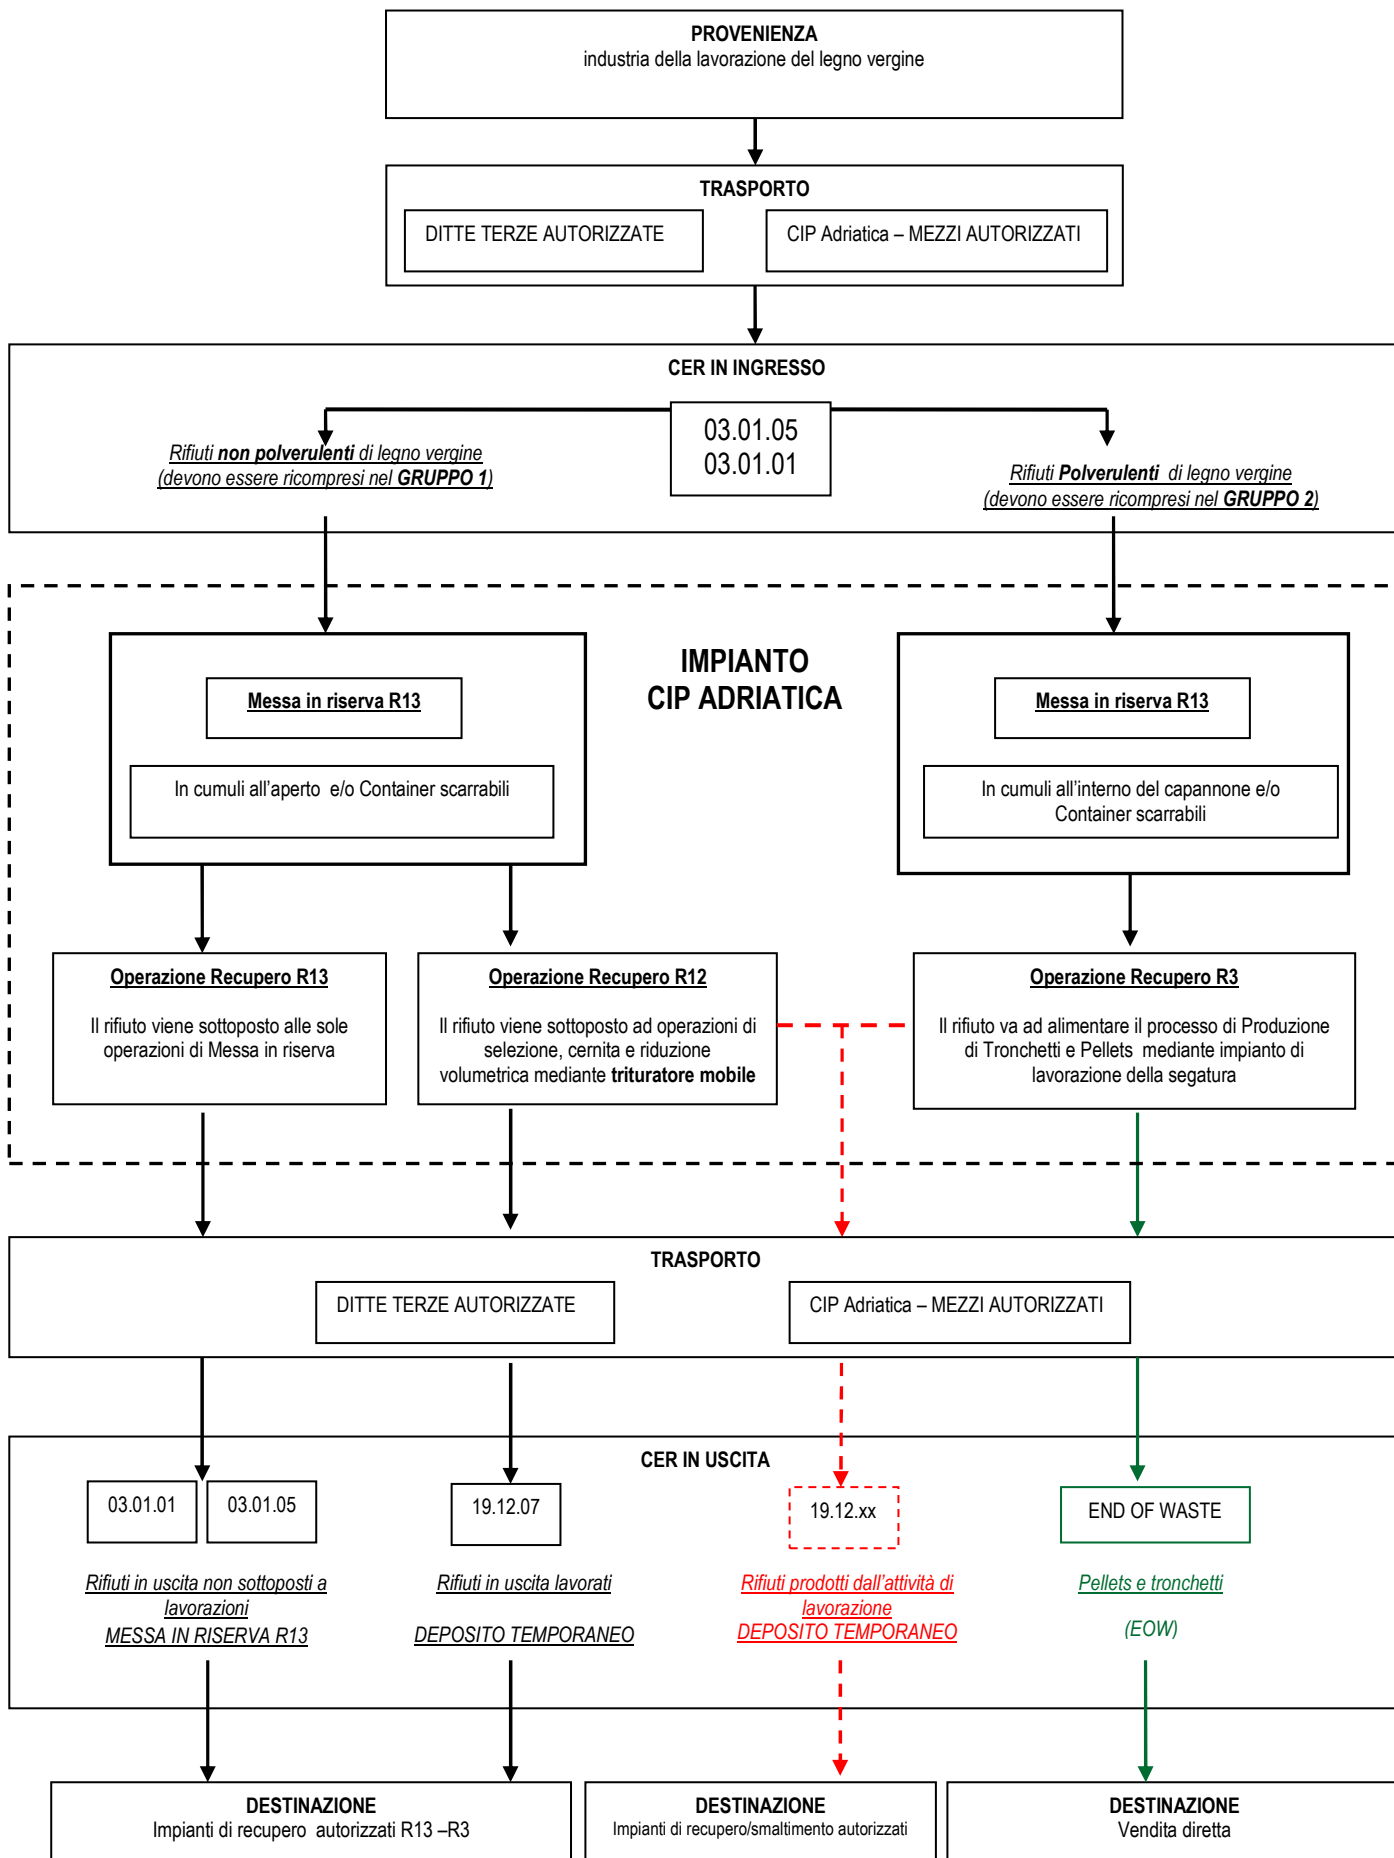 PROVENIENZA
industria della lavorazione del legno vergine
TRASPORTO
DITTE TERZE AUTORIZZATE
CIP Adriatica – MEZZI AUTORIZZATI
CER IN INGRESSO
03.01.05
03.01.01
Rifiuti non polverulenti di legno vergine
(devono essere ricompresi nel GRUPPO 1)
Rifiuti Polverulenti di legno vergine
(devono essere ricompresi nel GRUPPO 2)
IMPIANTO
CIP ADRIATICA
Messa in riserva R13
In cumuli all'aperto e/o Container scarrabili
Messa in riserva R13
In cumuli all'interno del capannone e/o
Container scarrabili
Operazione Recupero R13
Il rifiuto viene sottoposto alle sole
operazioni di Messa in riserva
Operazione Recupero R12
Il rifiuto viene sottoposto ad operazioni di
selezione, cernita e riduzione
volumetrica mediante trituratore mobile
Operazione Recupero R3
Il rifiuto va ad alimentare il processo di Produzione
di Tronchetti e Pellets mediante impianto di
lavorazione della segatura
TRASPORTO
DITTE TERZE AUTORIZZATE
CIP Adriatica – MEZZI AUTORIZZATI
CER IN USCITA
03.01.01
03.01.05
19.12.07
19.12.xx
END OF WASTE
Rifiuti in uscita non sottoposti a
lavorazioni
MESSA IN RISERVA R13
Rifiuti in uscita lavorati
DEPOSITO TEMPORANEO
Rifiuti prodotti dall'attività di
lavorazione
DEPOSITO TEMPORANEO
Pellets e tronchetti
(EOW)
DESTINAZIONE
Impianti di recupero autorizzati R13 –R3
DESTINAZIONE
Impianti di recupero/smaltimento autorizzati
DESTINAZIONE
Vendita diretta